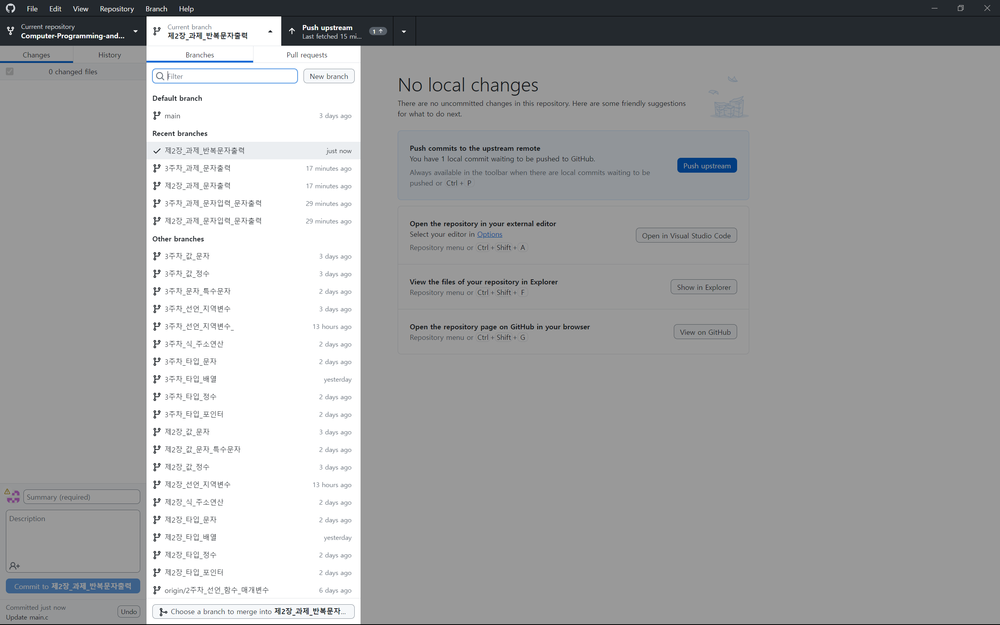 File Edit View Repository Branch Help
Current repository
Computer-Programming-and...
Current branch
제2장_과제_반복문자출력
Push upstream
Last fetched 15 mi...
1
Changes History
0 changed files
Branches Pull requests
Filter
New branch
Default branch
main 3 days ago
Recent branches
제2장_과제_반복문자출력 just now
3주차_과제_문자출력 17 minutes ago
제2장_과제_문자출력 17 minutes ago
3주차_과제_문자입력_문자출력 29 minutes ago
제2장_과제_문자입력_문자출력 29 minutes ago
Other branches
3주차_값_문자 3 days ago
3주차_값_정수 3 days ago
3주차_문자_특수문자 2 days ago
3주차_선언_지역변수 3 days ago
3주차_선언_지역변수_ 13 hours ago
3주차_식_주소연산 2 days ago
3주차_타입_문자 2 days ago
3주차_타입_배열 yesterday
3주차_타입_정수 2 days ago
3주차_타입_포인터 2 days ago
제2장_값_문자 3 days ago
제2장_값_문자_특수문자 2 days ago
제2장_값_정수 3 days ago
제2장_선언_지역변수 13 hours ago
제2장_식_주소연산 2 days ago
제2장_타입_문자 2 days ago
제2장_타입_배열 yesterday
제2장_타입_정수 2 days ago
제2장_타입_포인터 2 days ago
origin/2주차_선언_함수_매개변수 6 days ago
Choose a branch to merge into 제2장_과제_반복문자...
Summary (required)
Description
Commit to 제2장_과제_반복문자출력
Committed just now
Update main.c
Undo
No local changes
There are no uncommitted changes in this repository. Here are some friendly suggestions
for what to do next.
Push commits to the upstream remote
You have 1 local commit waiting to be pushed to GitHub.
Always available in the toolbar when there are local commits waiting to be
pushed or Ctrl + P
Push upstream
Open the repository in your external editor
Select your editor in Options
Repository menu or Ctrl + Shift + A
Open in Visual Studio Code
View the files of your repository in Explorer
Repository menu or Ctrl + Shift + F
Show in Explorer
Open the repository page on GitHub in your browser
Repository menu or Ctrl + Shift + G
View on GitHub